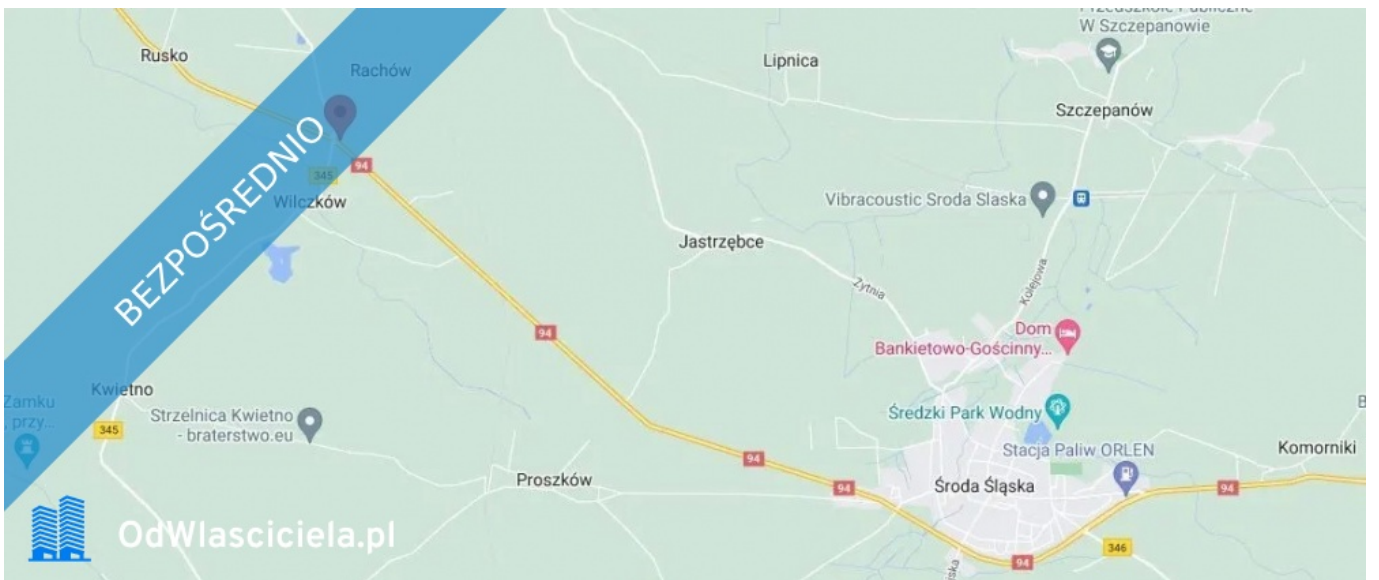 Przedszkole Publiczne
W Szczepanowie
Rusko
Lipnica
Rachów
Szczepanów
94
345
Wilczków
Vibracoustic Sroda Slaska
BEZPOŚREDNIO
Jastrzębce
Żytnia
Kolejowa
94
Dom
Bankietowo-Gościnny...
Kwietno
Zamku
, przy...
345
Strzelnica Kwietno
- braterstwo.eu
Średzki Park Wodny
Stacja Paliw ORLEN
Komorniki
94
Proszków
94
Środa Śląska
94
OdWlasciciela.pl
346
94